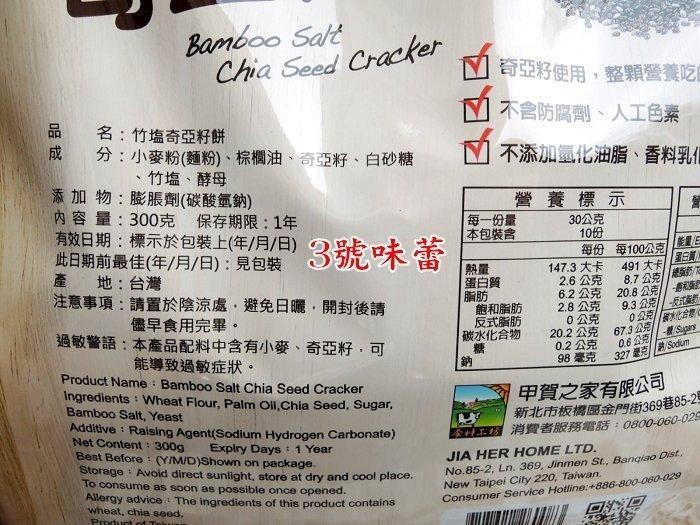 Bamboo Salt
Chia Seed Cracker
奇亞籽使用，整顆營養吃
不含防腐劑、人工色素
不添加氫化油脂、香料乳化
品　　名：竹塩奇亞籽餅
成　　分：小麥粉(麵粉)、棕櫚油、奇亞籽、白砂糖
、竹塩、酵母
添 加 物：膨脹劑(碳酸氫鈉)
內 容 量：300克　保存期限：1年
有效日期：標示於包裝上(年/月/日)
此日期前最佳(年/月/日)：見包裝
產　　地：台灣
注意事項：請置於陰涼處，避免日曬，開封後請
儘早食用完畢。
過敏警語：本產品配料中含有小麥、奇亞籽，可
能導致過敏症狀。
3號味蕾
營 養 標 示
每一份量 30公克
本包裝含 10份
每份 每100公克
熱量 147.3 大卡 491 大卡
蛋白質 2.6 公克 8.7 公克
脂肪 6.2 公克 20.8 公克
飽和脂肪 2.8 公克 9.3 公克
反式脂肪 0 公克 0 公克
碳水化合物 20.2 公克 67.3 公克
糖 0.2 公克 0.6 公克
鈉 98 毫克 327 毫克
Product Name：Bamboo Salt Chia Seed Cracker
Ingredients：Wheat Flour, Palm Oil,Chia Seed, Sugar,
Bamboo Salt, Yeast
Additive：Raising Agent(Sodium Hydrogen Carbonate)
Net Content：300g　Expiry Days：1 Year
Best Before：(Y/M/D)Shown on package.
Storage：Avoid direct sunlight, store at dry and cool place.
To consume as soon as possible once opened.
Allergy advice：The ingredients of this product contains
wheat, chia seed.
Product of Taiwan
食材工坊
甲賀之家有限公司
新北市板橋區金門街369巷85-2號
消費者服務電話：0800-060-029
JIA HER HOME LTD.
No.85-2, Ln. 369, Jinmen St., Banqiao Dist.,
New Taipei City 220, Taiwan.
Consumer Service Hotline:+886-800-060-029